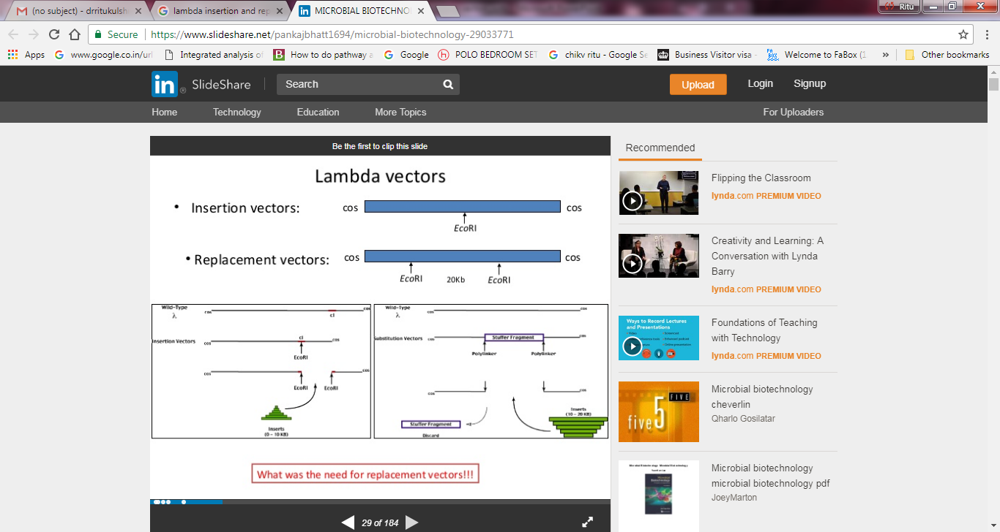 (no subject) - drritukulsh
lambda insertion and rep
MICROBIAL BIOTECHNO
Ritu
Secure
https://www.slideshare.net/pankajbhatt1694/microbial-biotechnology-29033771
Apps
www.google.co.in/url
Integrated analysis of
How to do pathway a
Google
POLO BEDROOM SET
chikv ritu - Google Se
Business Visitor visa -
Welcome to FaBox (1
»
Other bookmarks
in SlideShare
Search
Upload
Login
Signup
Home
Technology
Education
More Topics
For Uploaders
Be the first to clip this slide
Lambda vectors
• Insertion vectors:
cos
cos
EcoRI
• Replacement vectors:
cos
cos
EcoRI
20Kb
EcoRI
Wild-Type
λ
cos
cos
cI
Insertion Vectors
cos
cI
cos
EcoRI
cos
cos
EcoRI
EcoRI
Inserts
(0 - 10 KB)
Wild-Type
λ
cos
cos
Substitution Vectors
cos
Stuffer Fragment
cos
Polylinker
Polylinker
cos
cos
Stuffer Fragment
Discard
Inserts
(10 - 20 KB)
What was the need for replacement vectors!!!
29 of 184
Recommended
Flipping the Classroom
lynda.com PREMIUM VIDEO
Creativity and Learning: A
Conversation with Lynda
Barry
lynda.com PREMIUM VIDEO
Ways to Record Lectures
and Presentations
Foundations of Teaching
with Technology
lynda.com PREMIUM VIDEO
five 5 FIVE
Microbial biotechnology
cheverlin
Qharlo Gosilatar
Microbial biotechnology
microbial biotechnology pdf
JoeyMarton